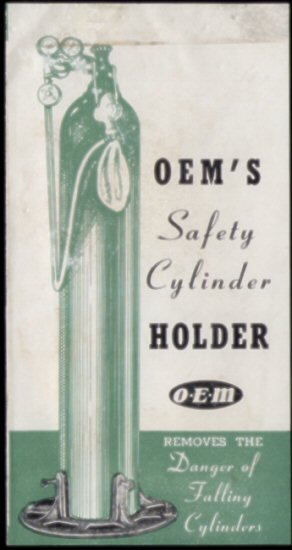 OEM'S
Safety
Cylinder
HOLDER
O·E·M
REMOVES THE
Danger of
Falling
Cylinders